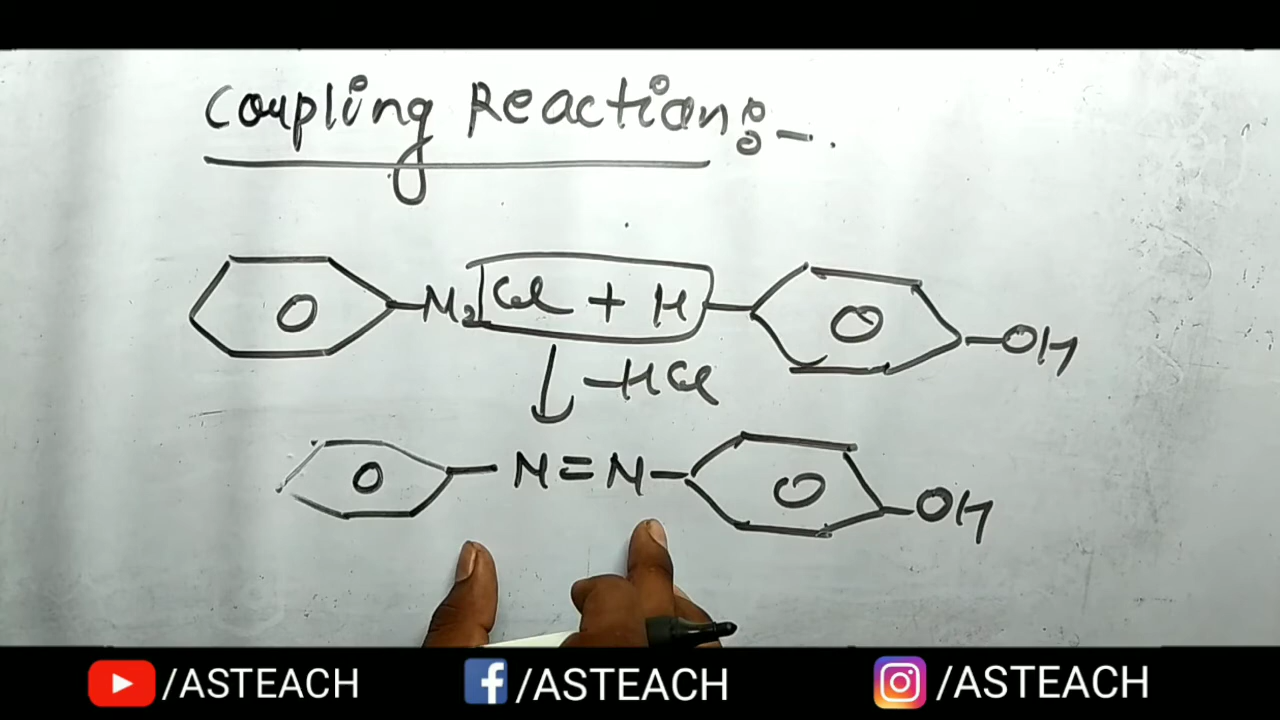 Coupling Reactions:-.
N₂Cl + H OH
-HCl
N=N OH
/ASTEACH /ASTEACH /ASTEACH